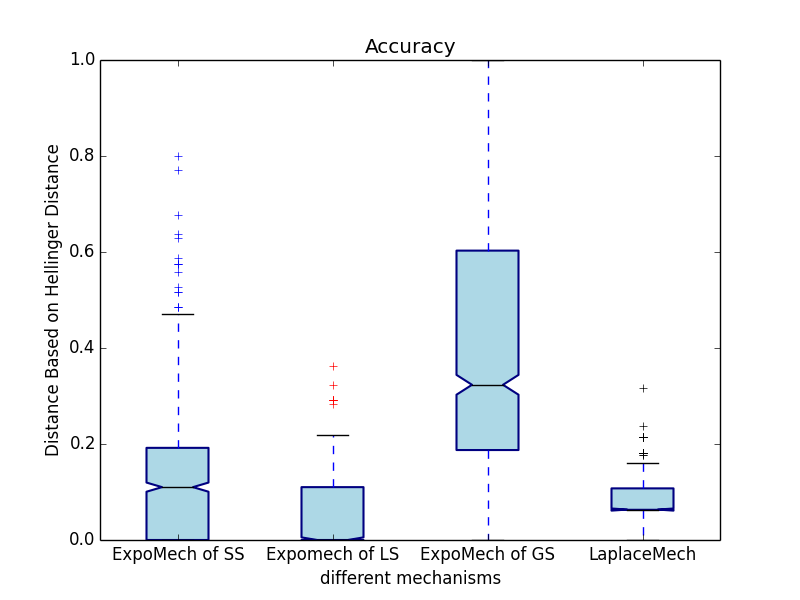 Accuracy
Distance Based on Hellinger Distance
1.0
0.8
0.6
0.4
0.2
0.0
ExpoMech of SS Expomech of LS ExpoMech of GS LaplaceMech
different mechanisms